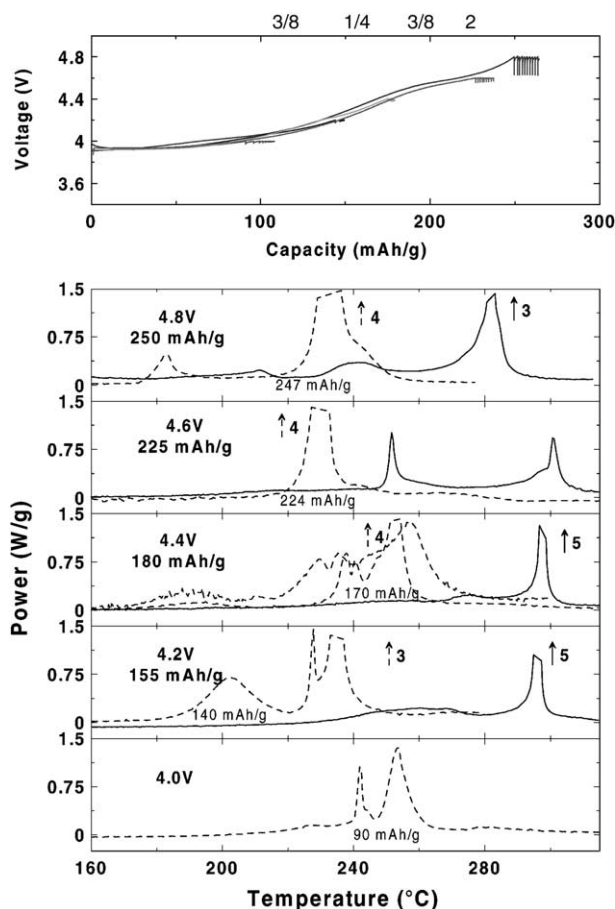 3/8 1/4 3/8 2
4.8
4.4
4
3.6
Voltage (V)
0 100 200 300
Capacity (mAh/g)
1.5
0.75
0
4.8V
250 mAh/g
4
3
247 mAh/g
1.5
0.75
0
4.6V
225 mAh/g
4
224 mAh/g
1.5
0.75
0
4.4V
180 mAh/g
4
5
170 mAh/g
1.5
0.75
0
4.2V
155 mAh/g
3
5
140 mAh/g
1.5
0.75
0
4.0V
90 mAh/g
Power (W/g)
160 200 240 280
Temperature (°C)